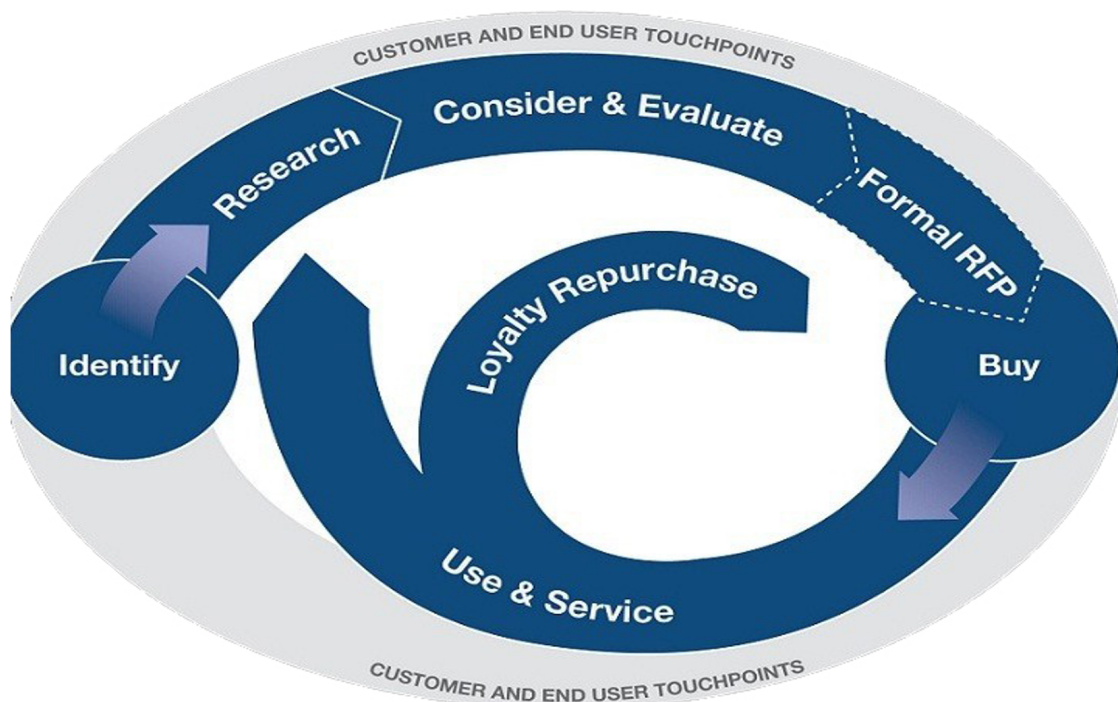 CUSTOMER AND END USER TOUCHPOINTS
Consider & Evaluate
Research
Formal RFP
Loyalty Repurchase
Identify
Buy
Use & Service
CUSTOMER AND END USER TOUCHPOINTS